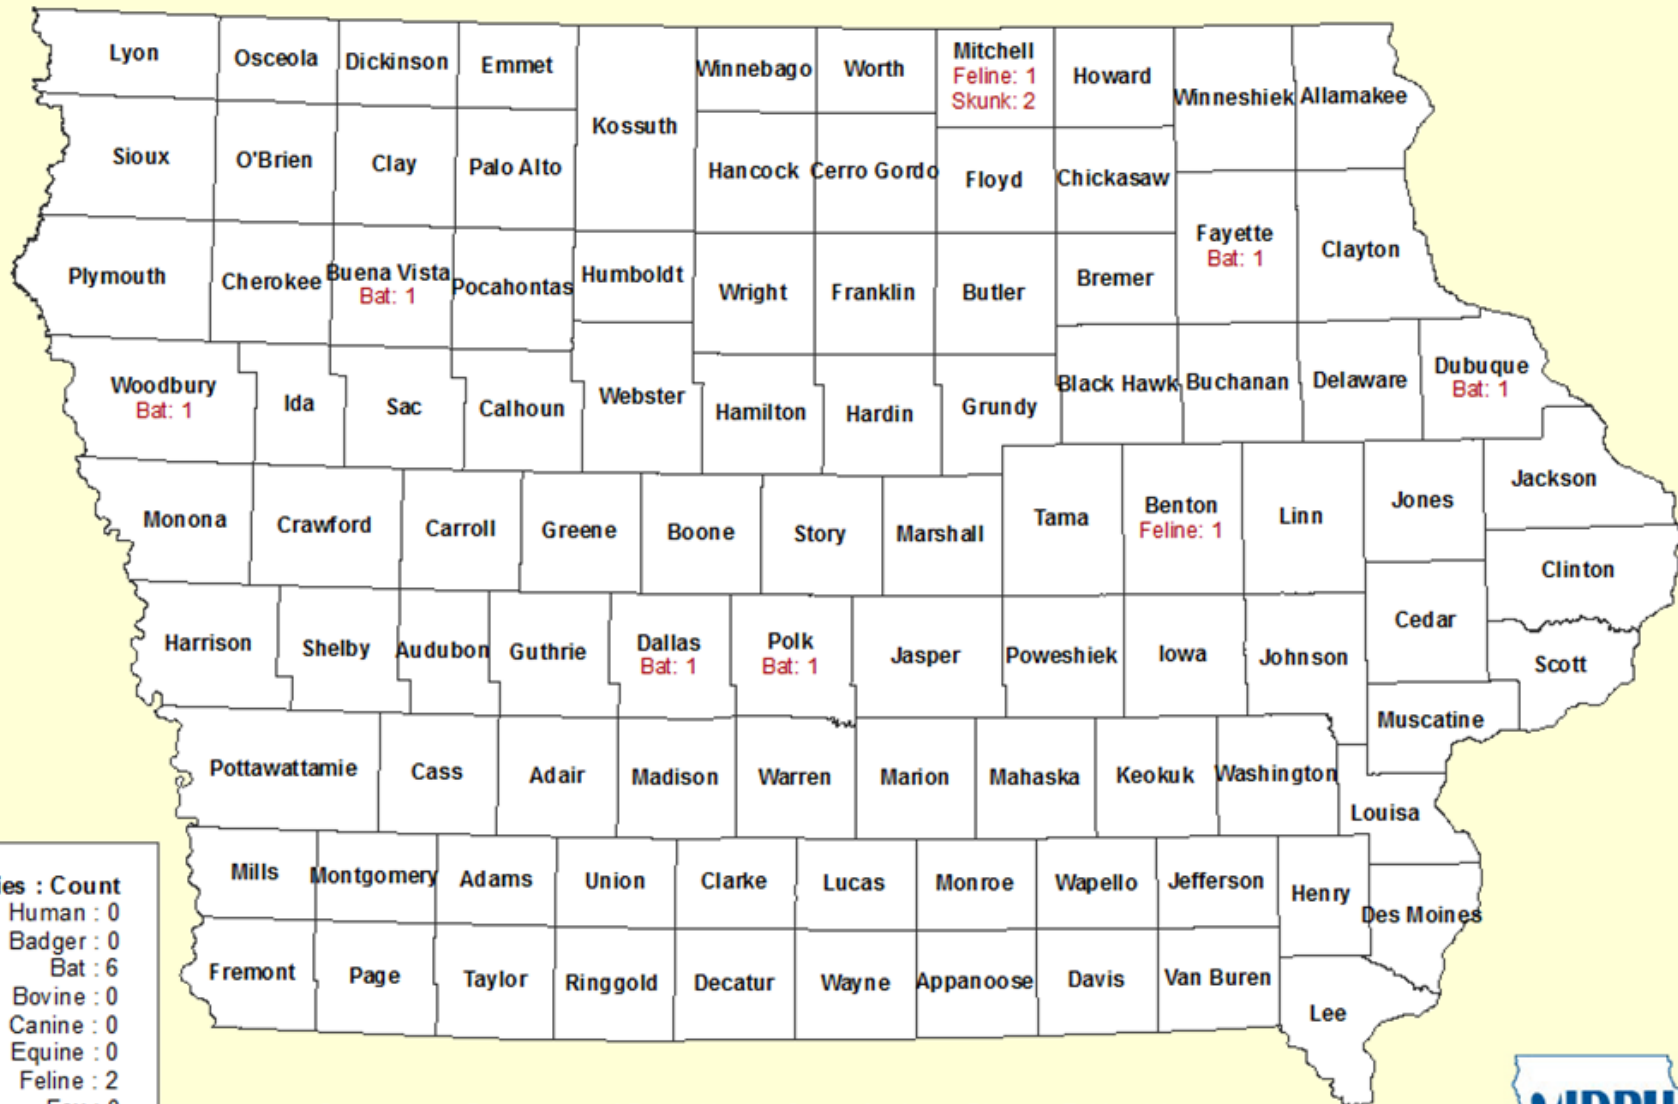 Lyon
Osceola
Dickinson
Emmet
Kossuth
Winnebago
Worth
Mitchell
Feline: 1
Skunk: 2
Howard
Winneshiek
Allamakee
Sioux
O'Brien
Clay
Palo Alto
Hancock
Cerro Gordo
Floyd
Chickasaw
Fayette
Bat: 1
Clayton
Plymouth
Cherokee
Buena Vista
Bat: 1
Pocahontas
Humboldt
Wright
Franklin
Butler
Bremer
Woodbury
Bat: 1
Ida
Sac
Calhoun
Webster
Hamilton
Hardin
Grundy
Black Hawk
Buchanan
Delaware
Dubuque
Bat: 1
Monona
Crawford
Carroll
Greene
Boone
Story
Marshall
Tama
Benton
Feline: 1
Linn
Jones
Jackson
Clinton
Harrison
Shelby
Audubon
Guthrie
Dallas
Bat: 1
Polk
Bat: 1
Jasper
Poweshiek
Iowa
Johnson
Cedar
Scott
Muscatine
Pottawattamie
Cass
Adair
Madison
Warren
Marion
Mahaska
Keokuk
Washington
Louisa
Mills
Montgomery
Adams
Union
Clarke
Lucas
Monroe
Wapello
Jefferson
Henry
Des Moines
Fremont
Page
Taylor
Ringgold
Decatur
Wayne
Appanoose
Davis
Van Buren
Lee
ies : Count
Human : 0
Badger : 0
Bat : 6
Bovine : 0
Canine : 0
Equine : 0
Feline : 2